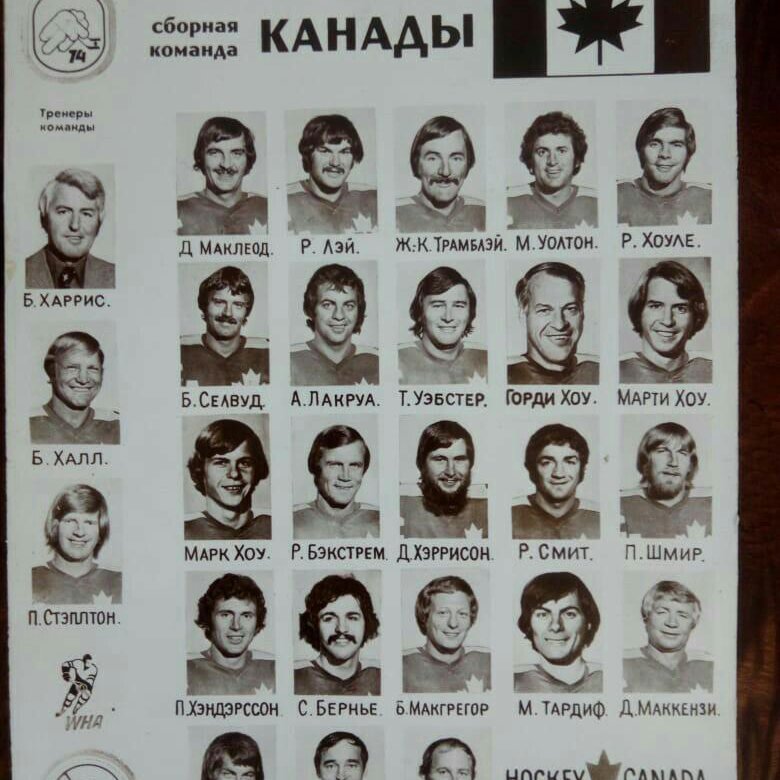 74
сборная
команда
КАНАДЫ
Тренеры
команды
Б. ХАРРИС.
Б. ХАЛЛ.
П. СТЭПЛТОН.
WHA
Д МАКЛЕОД.
Р. ЛЭЙ.
Ж.-К. ТРАМБЛЭЙ.
М. УОЛТОН.
Р. ХОУЛЕ.
Б. СЕЛВУД.
А. ЛАКРУА.
Т. УЭБСТЕР.
ГОРДИ ХОУ.
МАРТИ ХОУ.
МАРК ХОУ.
Р. БЭКСТРЕМ.
Д. ХЭРРИСОН.
Р. СМИТ.
П. ШМИР.
П. ХЭНДЭРССОН.
С. БЕРНЬЕ.
Б. МАКГРЕГОР
М. ТАРДИФ.
Д. МАККЕНЗИ.
HOCKEY CANADA